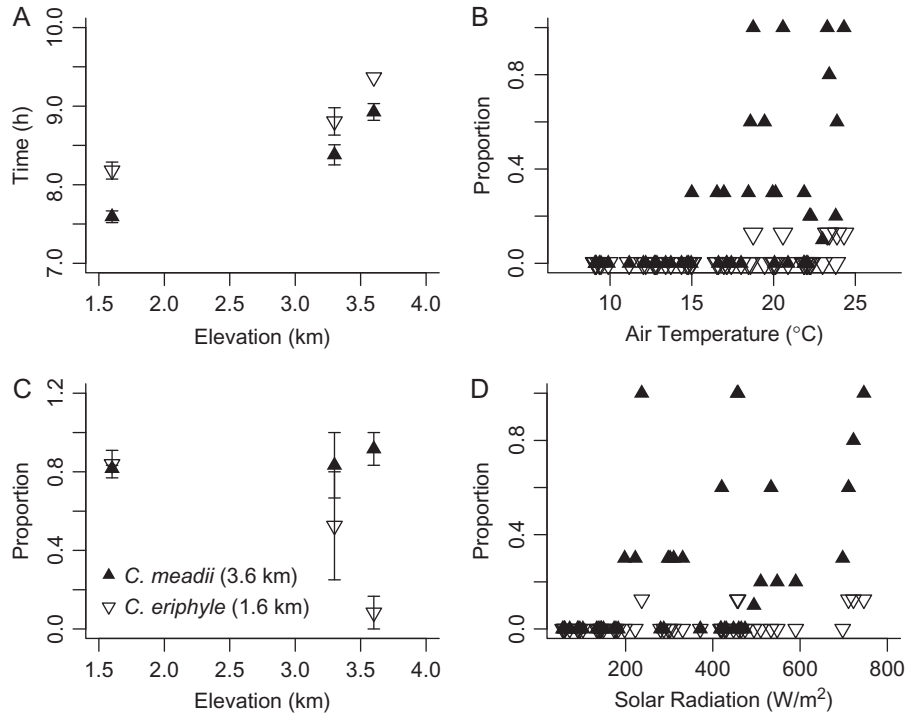 A
Time (h)
10.0
9.0
8.0
7.0
1.5 2.0 2.5 3.0 3.5 4.0
Elevation (km)
B
Proportion
0.8
0.4
0.0
10 15 20 25
Air Temperature (°C)
C
Proportion
1.2
0.8
0.4
0.0
C. meadii (3.6 km)
C. eriphyle (1.6 km)
1.5 2.0 2.5 3.0 3.5 4.0
Elevation (km)
D
Proportion
0.8
0.4
0.0
200 400 600 800
Solar Radiation (W/m²)